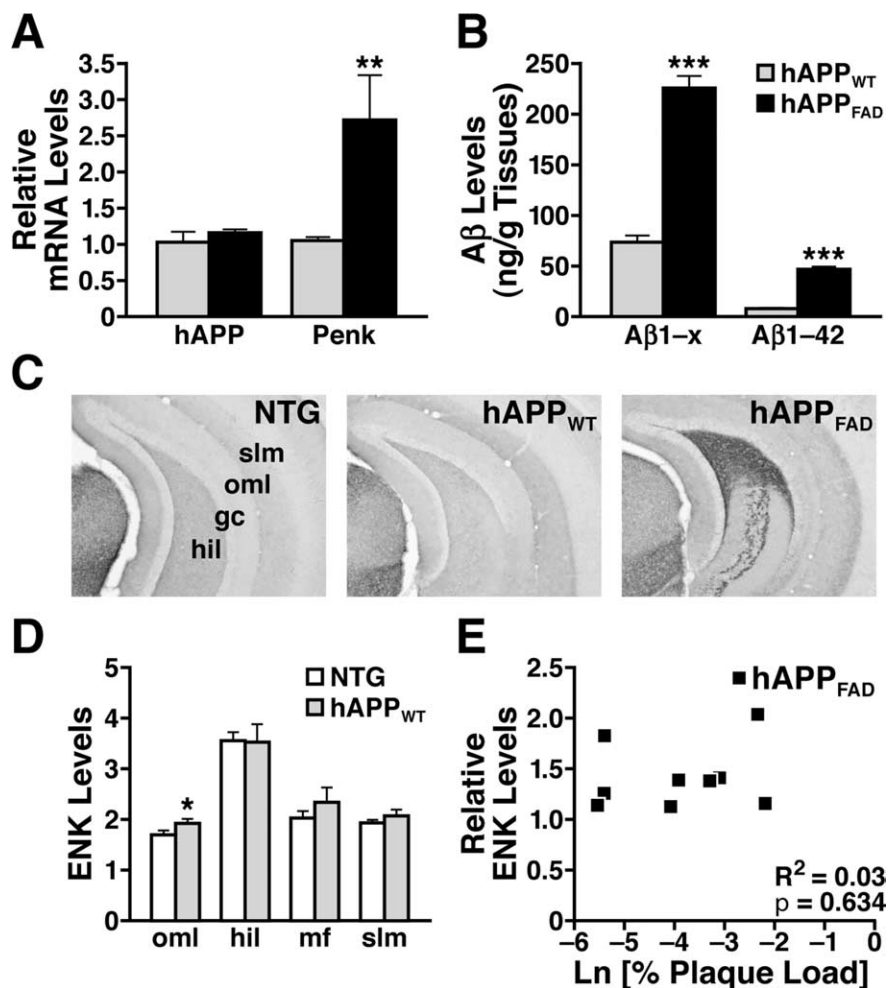 A
Relative
mRNA Levels
3.5
3.0
2.5
2.0
1.5
1.0
0.5
0.0
**
hAPP
Penk
B
Aβ Levels
(ng/g Tissues)
250
200
150
100
50
0
***
***
hAPPWT
hAPPFAD
Aβ1–x
Aβ1–42
C
NTG
slm
oml
gc
hil
hAPPWT
hAPPFAD
D
ENK Levels
5
4
3
2
1
0
NTG
hAPPWT
*
oml hil mf slm
E
Relative
ENK Levels
2.5
2.0
1.5
1.0
0.5
0
hAPPFAD
R2 = 0.03
p = 0.634
–6 –5 –4 –3 –2 –1 0
Ln [% Plaque Load]